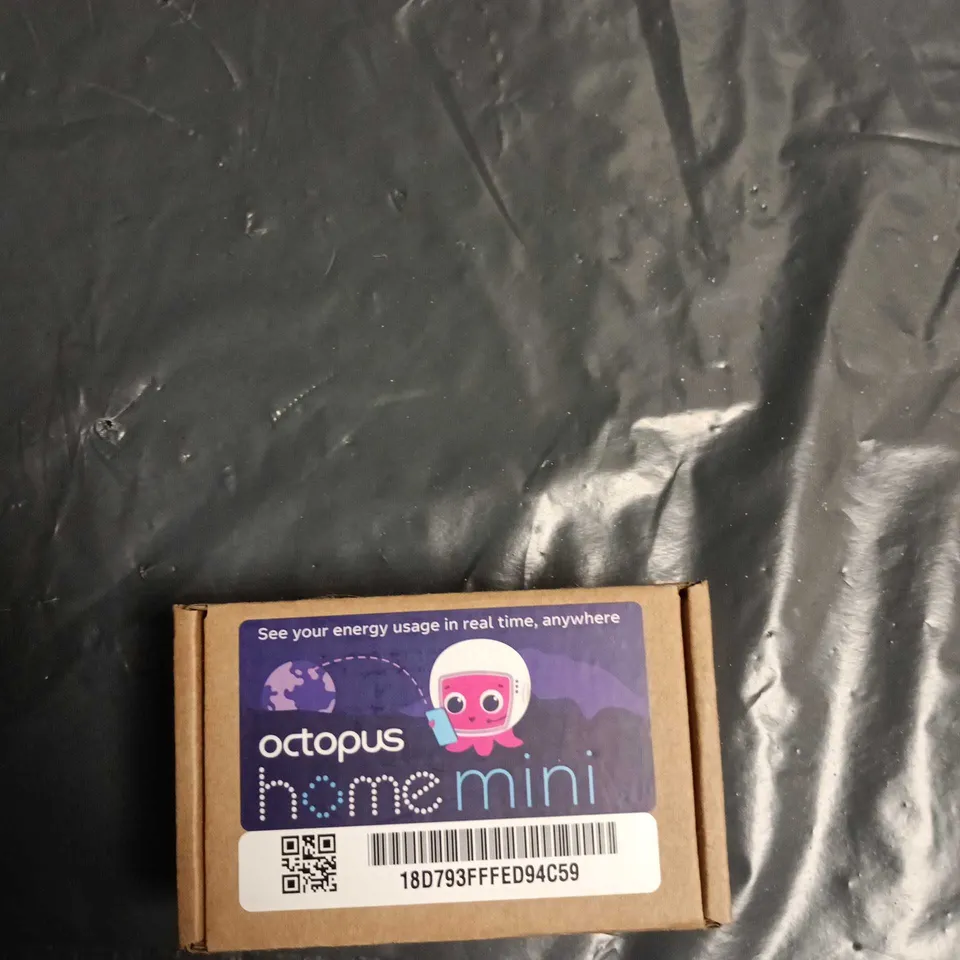 See your energy usage in real time, anywhere
octopus
home mini
18D793FFFED94C59